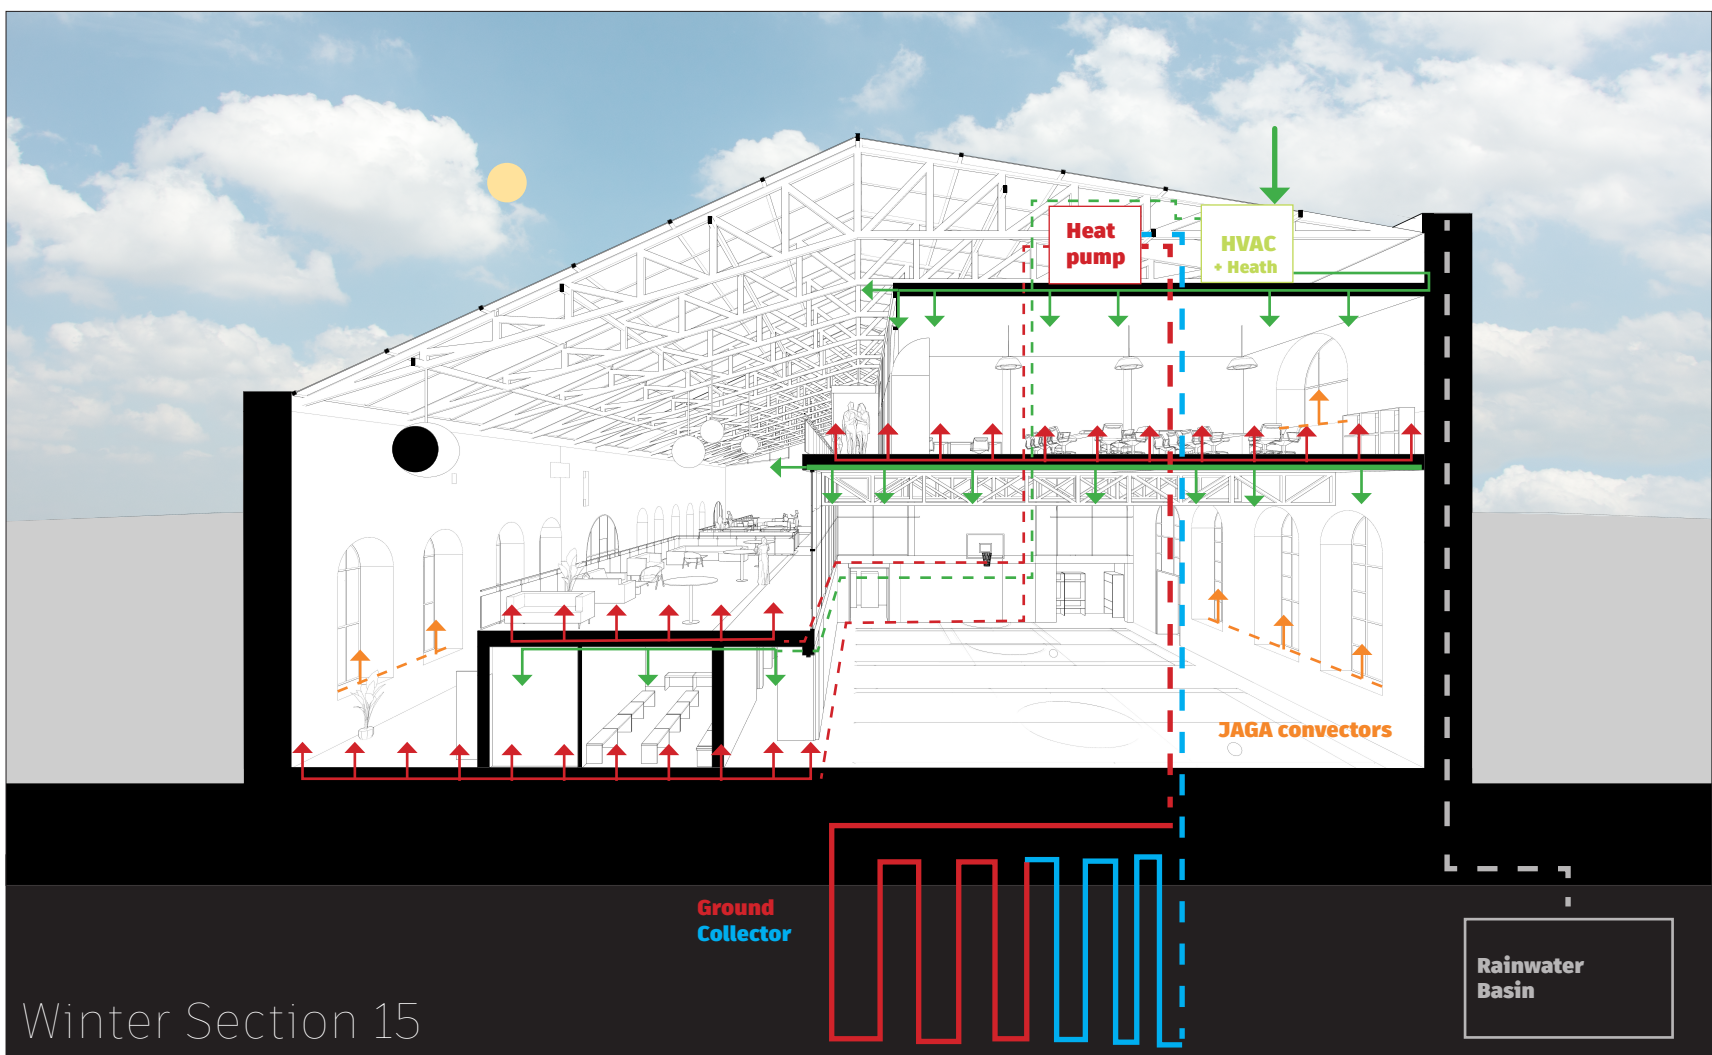 Heat
pump
HVAC
+ Heath
JAGA convectors
Ground
Collector
Rainwater
Basin
Winter Section 15